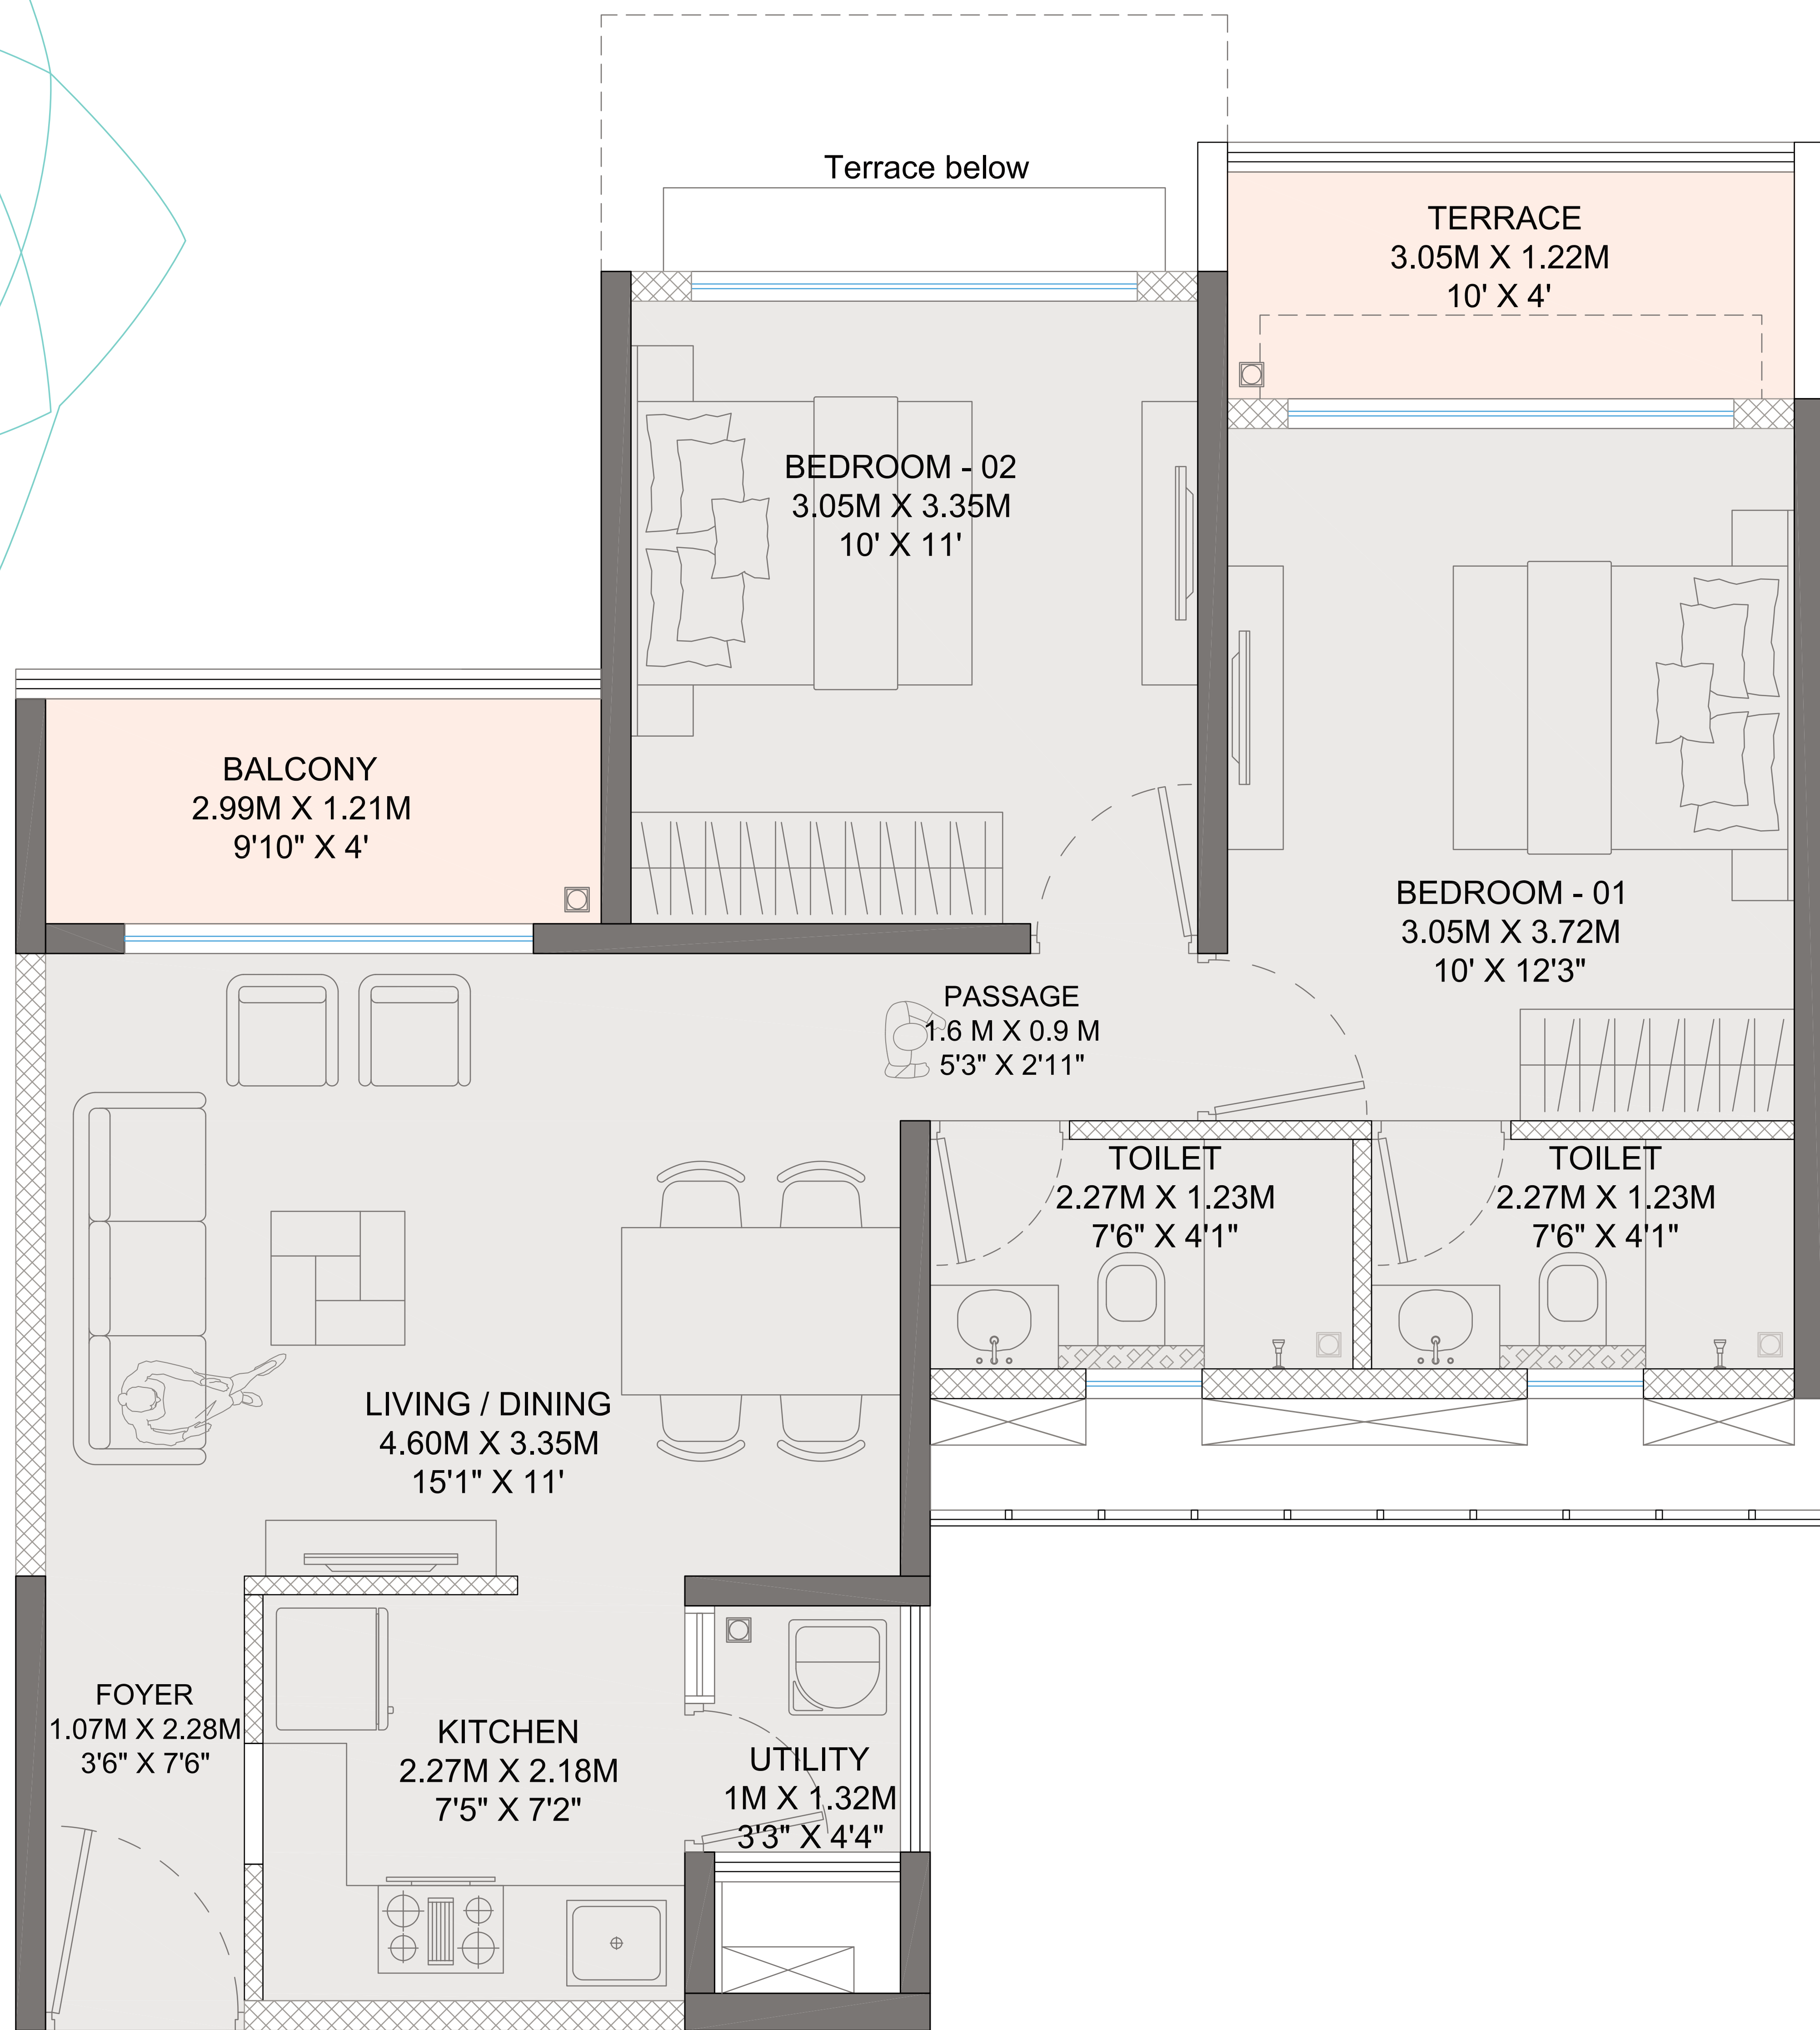 Terrace below
TERRACE
3.05M X 1.22M
10' X 4'
BEDROOM - 02
3.05M X 3.35M
10' X 11'
BALCONY
2.99M X 1.21M
9'10" X 4'
BEDROOM - 01
3.05M X 3.72M
10' X 12'3"
PASSAGE
1.6 M X 0.9 M
5'3" X 2'11"
TOILET
2.27M X 1.23M
7'6" X 4'1"
TOILET
2.27M X 1.23M
7'6" X 4'1"
LIVING / DINING
4.60M X 3.35M
15'1" X 11'
FOYER
1.07M X 2.28M
3'6" X 7'6"
KITCHEN
2.27M X 2.18M
7'5" X 7'2"
UTILITY
1M X 1.32M
3'3" X 4'4"